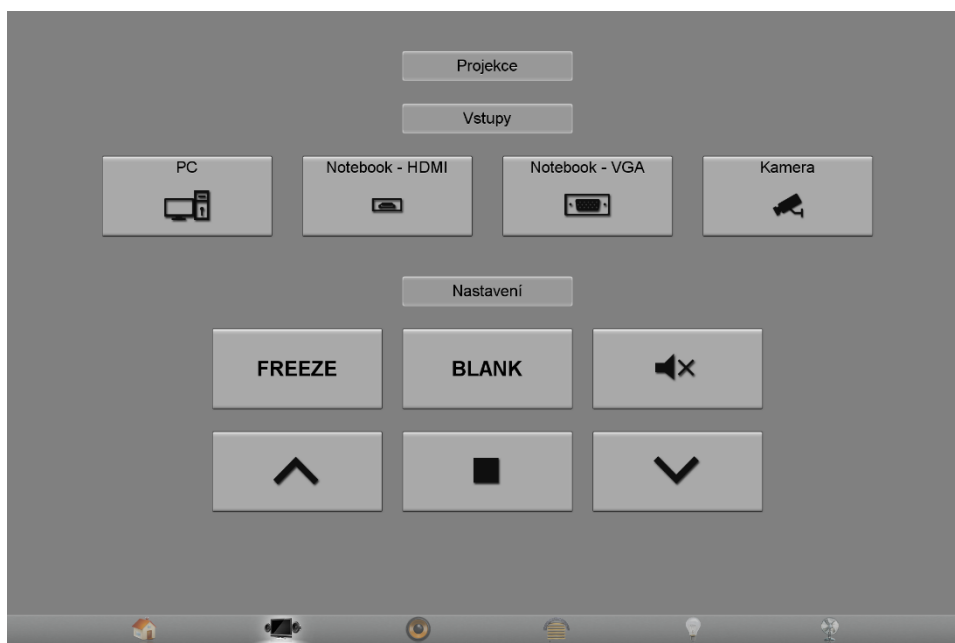 Projekce
Vstupy
PC
Notebook - HDMI
Notebook - VGA
Kamera
Nastavení
FREEZE
BLANK